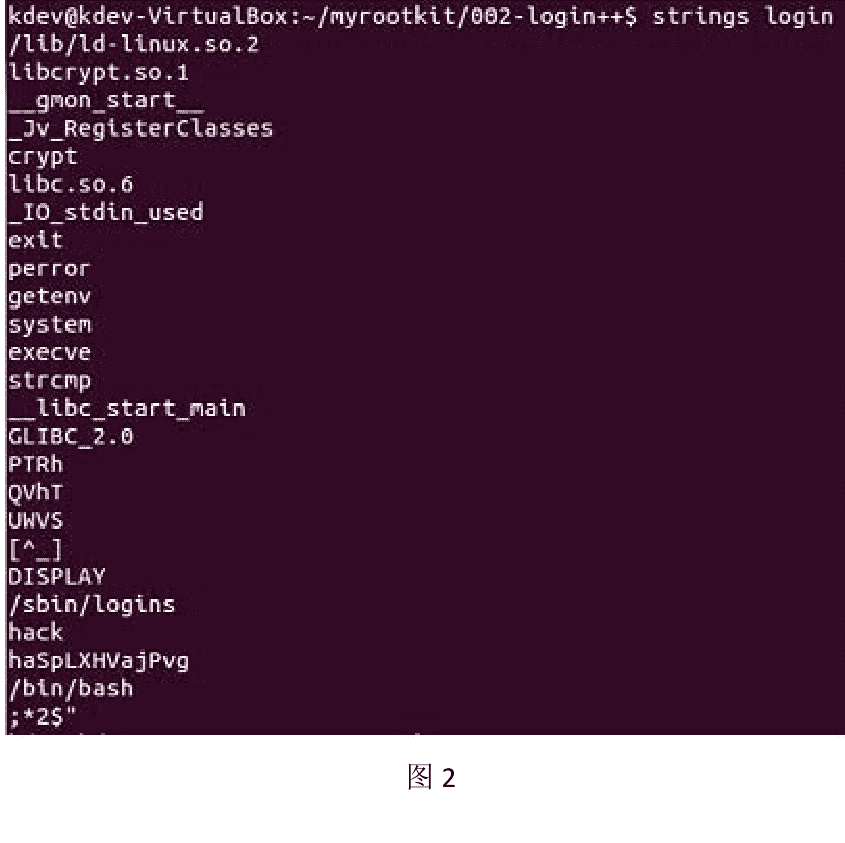 kdev@kdev-VirtualBox:~/myrootkit/002-login++$ strings login
/lib/ld-linux.so.2
libcrypt.so.1
__gmon_start__
_Jv_RegisterClasses
crypt
libc.so.6
_IO_stdin_used
exit
perror
getenv
system
execve
strcmp
__libc_start_main
GLIBC_2.0
PTRh
QVhT
UWVS
[^_]
DISPLAY
/sbin/logins
hack
haSpLXHVajPvg
/bin/bash
;*2$"
图 2